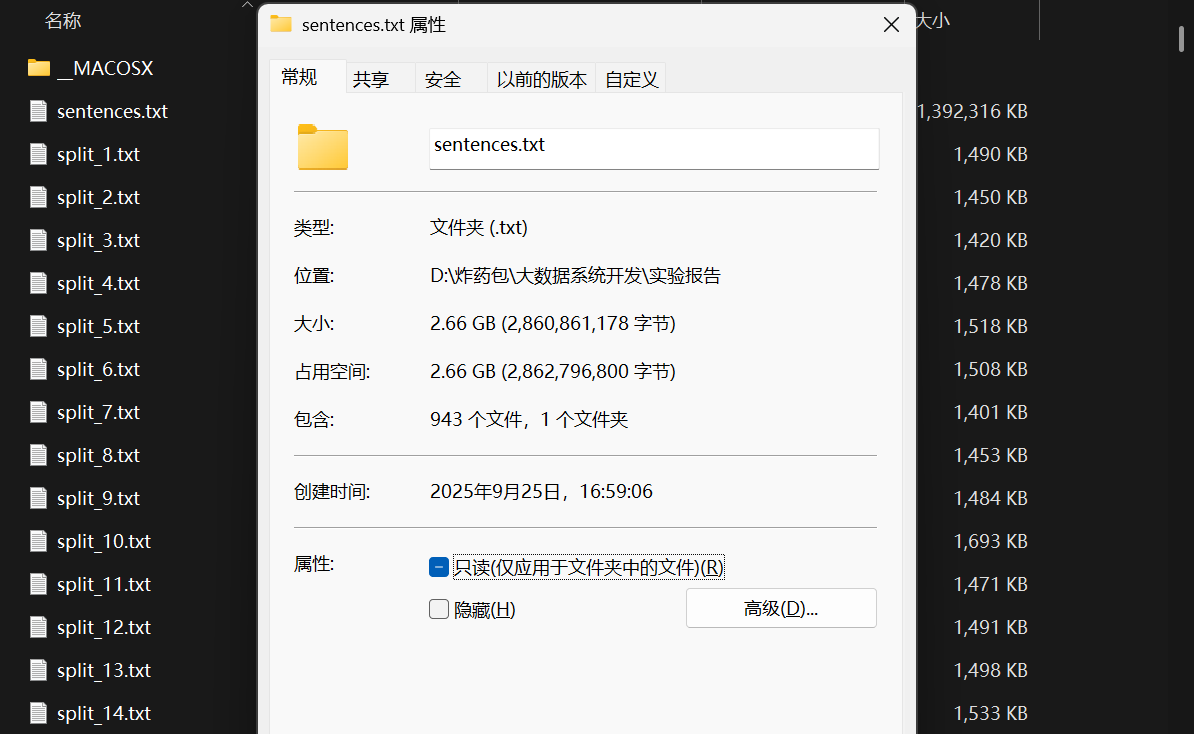 名称
大小
__MACOSX
sentences.txt
1,392,316 KB
split_1.txt
1,490 KB
split_2.txt
1,450 KB
split_3.txt
1,420 KB
split_4.txt
1,478 KB
split_5.txt
1,518 KB
split_6.txt
1,508 KB
split_7.txt
1,401 KB
split_8.txt
1,453 KB
split_9.txt
1,484 KB
split_10.txt
1,693 KB
split_11.txt
1,471 KB
split_12.txt
1,491 KB
split_13.txt
1,498 KB
split_14.txt
1,533 KB
sentences.txt 属性
常规 共享 安全 以前的版本 自定义
sentences.txt
类型: 文件夹 (.txt)
位置: D:\炸药包\大数据系统开发\实验报告
大小: 2.66 GB (2,860,861,178 字节)
占用空间: 2.66 GB (2,862,796,800 字节)
包含: 943 个文件，1 个文件夹
创建时间: 2025年9月25日，16:59:06
属性: 只读(仅应用于文件夹中的文件)(R)
隐藏(H) 高级(D)...